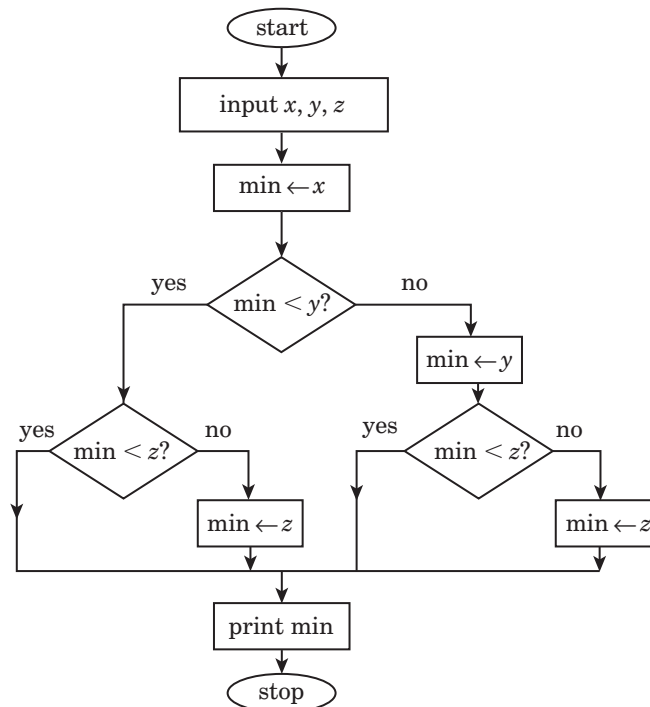 start
input x, y, z
min ← x
yes
min < y?
no
min ← y
yes
min < z?
no
yes
min < z?
no
min ← z
min ← z
print min
stop